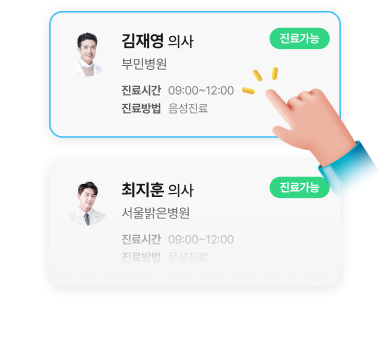 김재영 의사
진료가능
부민병원
진료시간 09:00~12:00
진료방법 음성진료
최지훈 의사
진료가능
서울밝은병원
진료시간 09:00~12:00
진료방법 음성진료